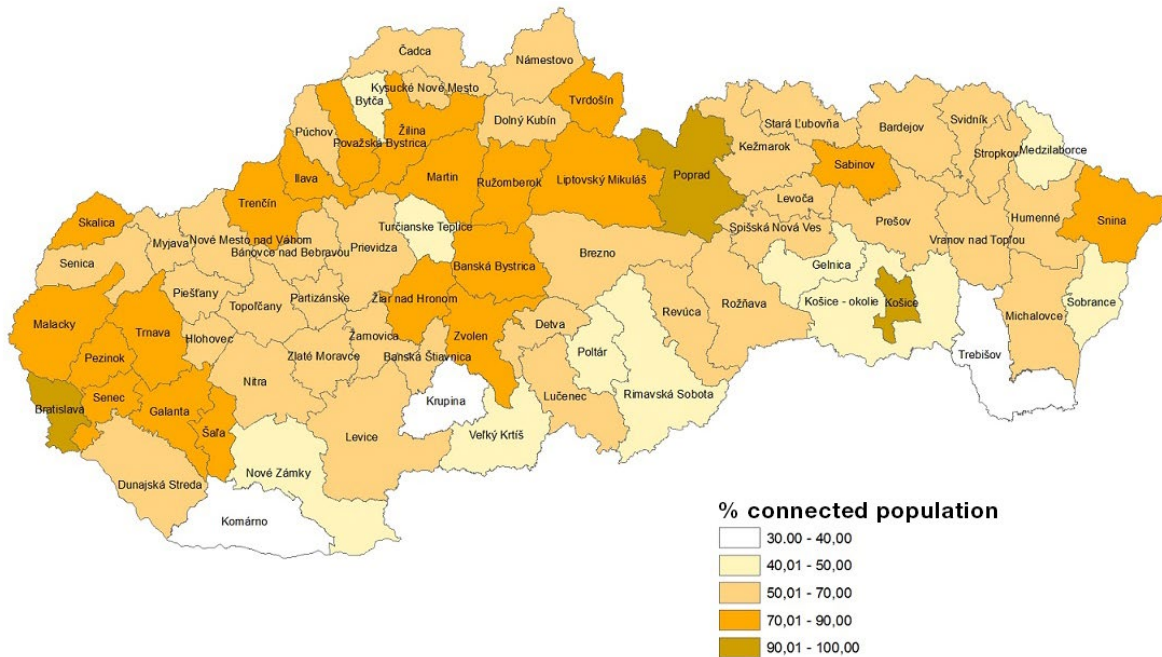 Čadca
Námestovo
Kysucké Nové Mesto
Bytča
Tvrdošín
Dolný Kubín
Púchov
Žilina
Považská Bystrica
Stará Ľubovňa
Bardejov
Svidník
Stropkov
Medzilaborce
Kežmarok
Sabinov
Poprad
Ilava
Martin
Ružomberok
Liptovský Mikuláš
Levoča
Prešov
Humenné
Snina
Trenčín
Skalica
Turčianske Teplice
Myjava
Nové Mesto nad Váhom
Bánovce nad Bebravou
Prievidza
Spišská Nová Ves
Vranov nad Topľou
Senica
Banská Bystrica
Brezno
Gelnica
Piešťany
Topoľčany
Partizánske
Žiar nad Hronom
Košice - okolie
Košice
Rožňava
Revúca
Sobrance
Michalovce
Malacky
Trnava
Hlohovec
Žarnovica
Zvolen
Detva
Zlaté Moravce
Banská Štiavnica
Poltár
Trebišov
Pezinok
Nitra
Krupina
Lučenec
Rimavská Sobota
Bratislava
Senec
Galanta
Šaľa
Levice
Veľký Krtíš
Nové Zámky
Dunajská Streda
Komárno
% connected population
30.00 - 40,00
40,01 - 50,00
50,01 - 70,00
70,01 - 90,00
90,01 - 100,00